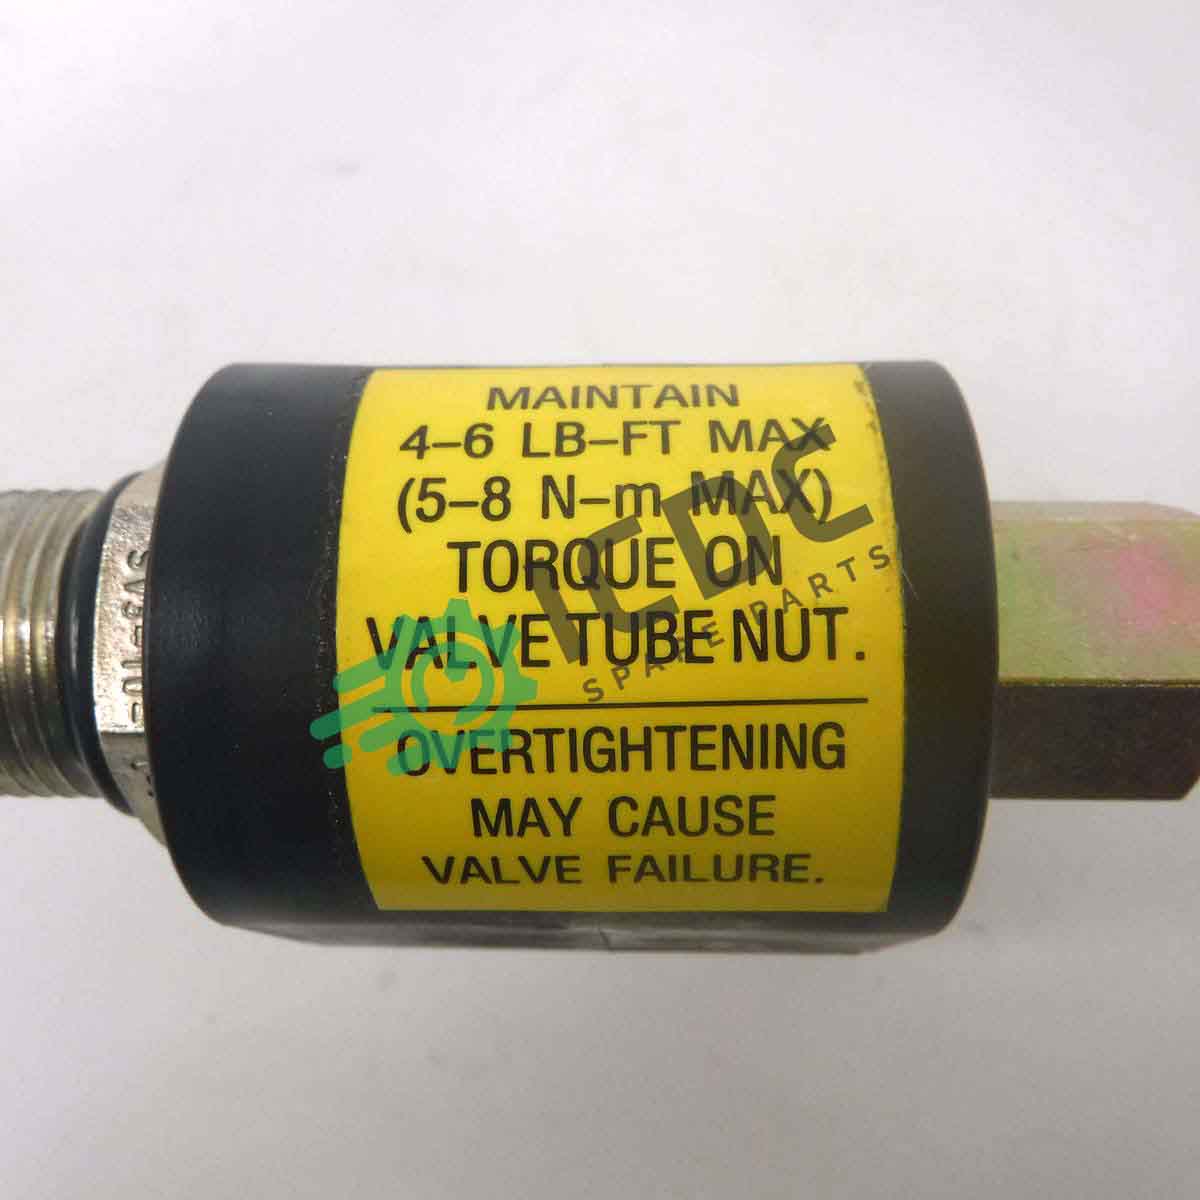 MAINTAIN
4-6 LB-FT MAX
(5-8 N-m MAX)
TORQUE ON
VALVE TUBE NUT.
OVERTIGHTENING
MAY CAUSE
VALVE FAILURE.
ICDC
SPARE PARTS